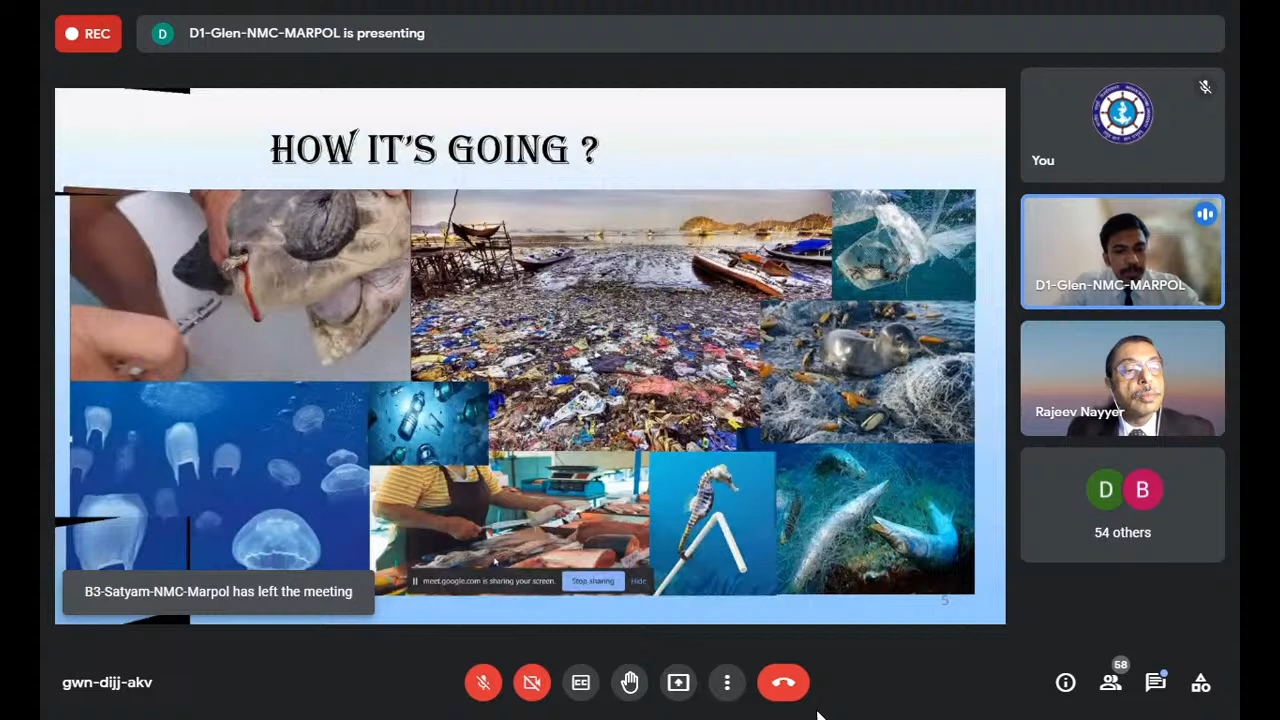 REC
D
D1-Glen-NMC-MARPOL is presenting
HOW IT'S GOING ?
You
D1-Glen-NMC-MARPOL
Rajeev Nayyer
D B
54 others
meet.google.com is sharing your screen.
Stop sharing
Hide
B3-Satyam-NMC-Marpol has left the meeting
5
gwn-dijj-akv
CC
58